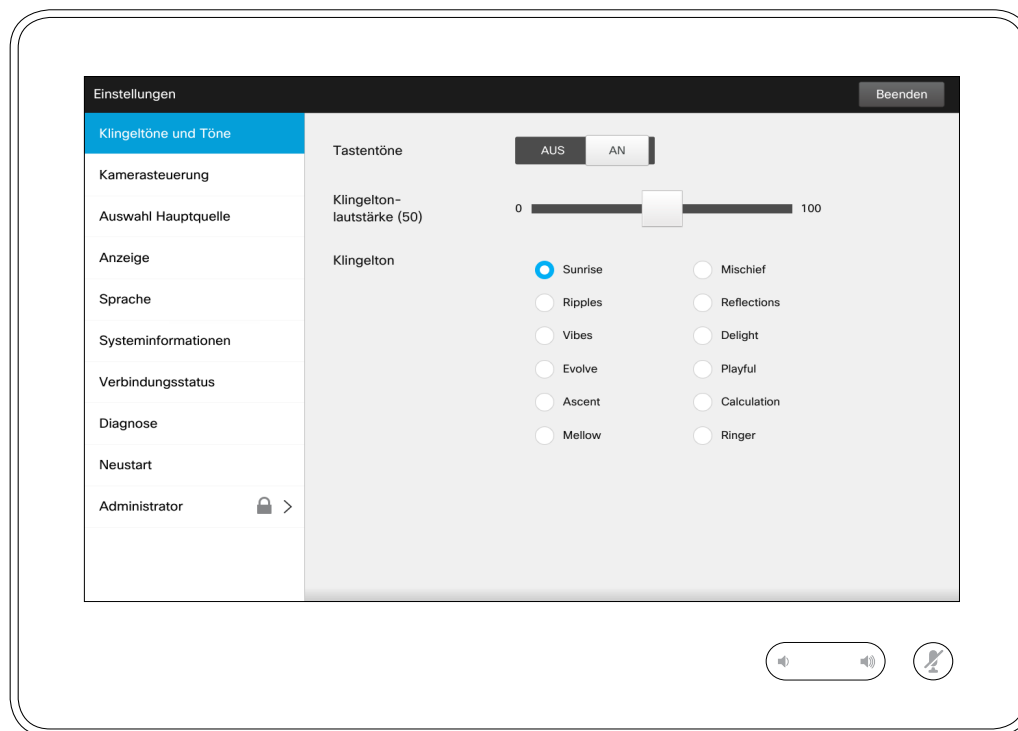 Einstellungen
Beenden
Klingeltöne und Töne
Kamerasteuerung
Auswahl Hauptquelle
Anzeige
Sprache
Systeminformationen
Verbindungsstatus
Diagnose
Neustart
Administrator
Tastentöne
AUS AN
Klingelton-
lautstärke (50)
0 100
Klingelton
Sunrise Mischief
Ripples Reflections
Vibes Delight
Evolve Playful
Ascent Calculation
Mellow Ringer